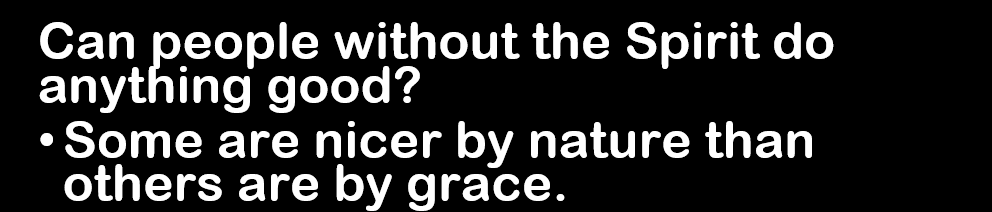 Can people without the Spirit do
anything good?
• Some are nicer by nature than
others are by grace.